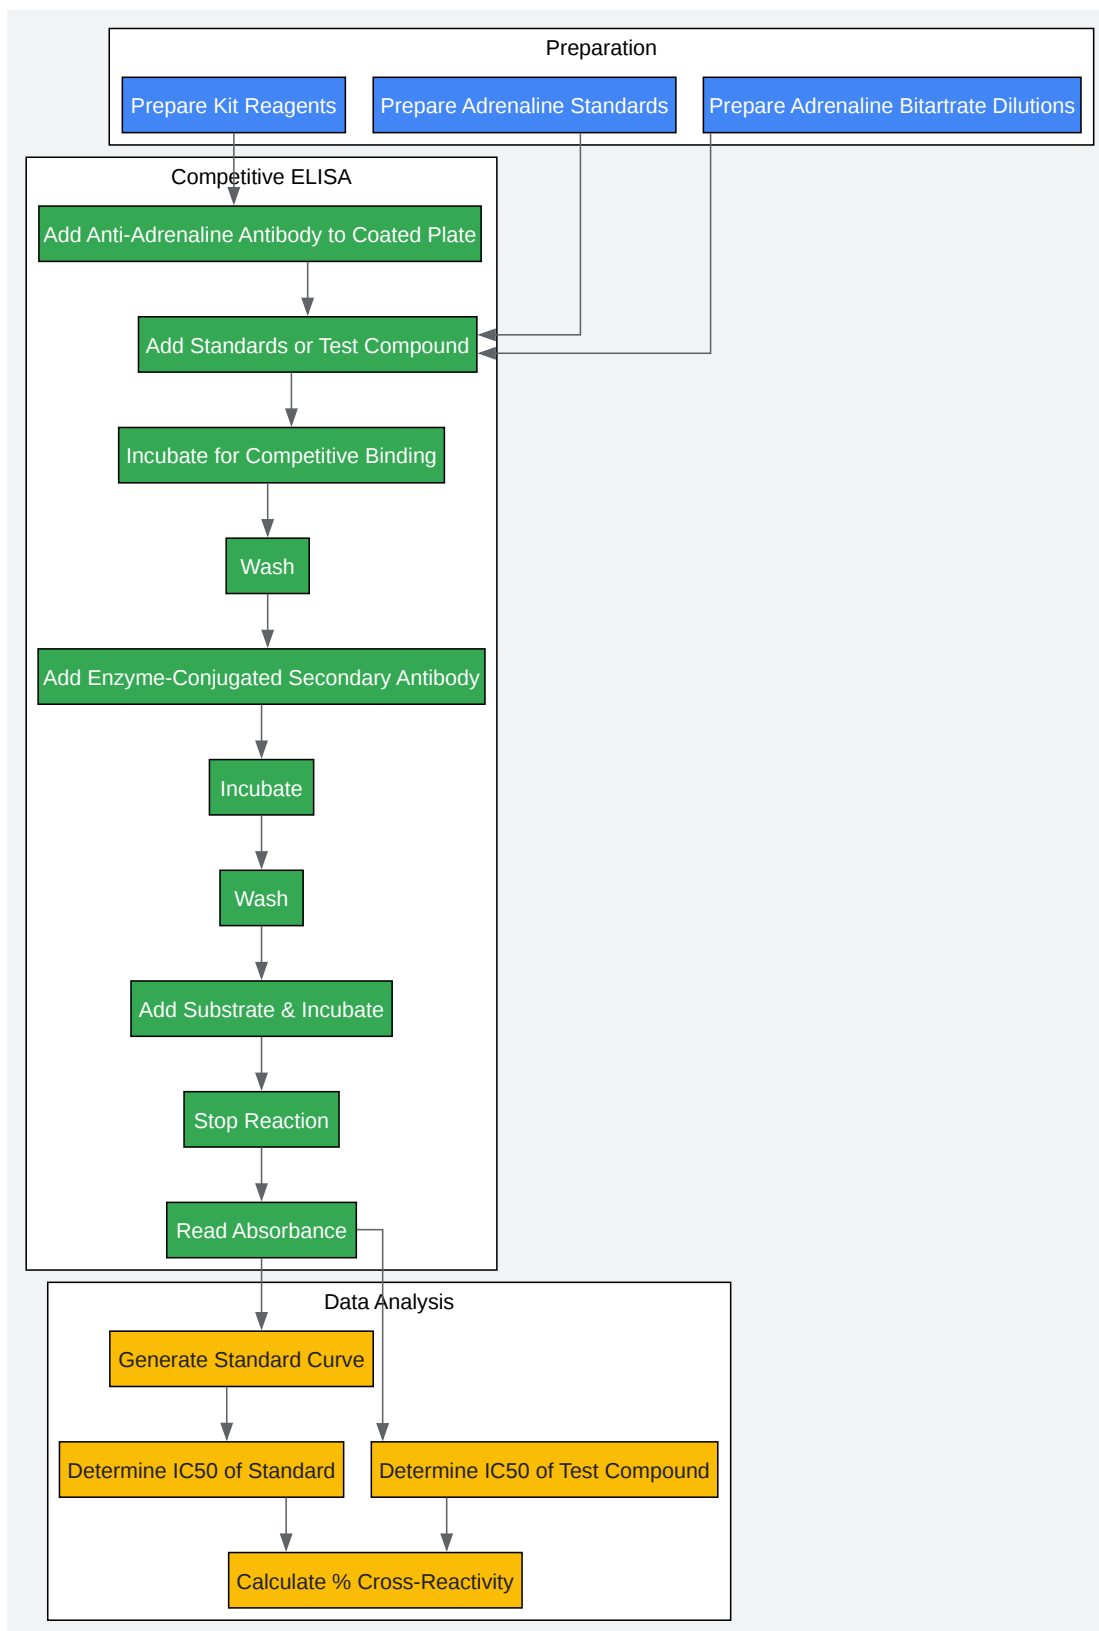 Preparation
Prepare Kit Reagents
Prepare Adrenaline Standards
Prepare Adrenaline Bitartrate Dilutions
Competitive ELISA
Add Anti-Adrenaline Antibody to Coated Plate
Add Standards or Test Compound
Incubate for Competitive Binding
Wash
Add Enzyme-Conjugated Secondary Antibody
Incubate
Wash
Add Substrate & Incubate
Stop Reaction
Read Absorbance
Data Analysis
Generate Standard Curve
Determine IC50 of Standard
Determine IC50 of Test Compound
Calculate % Cross-Reactivity